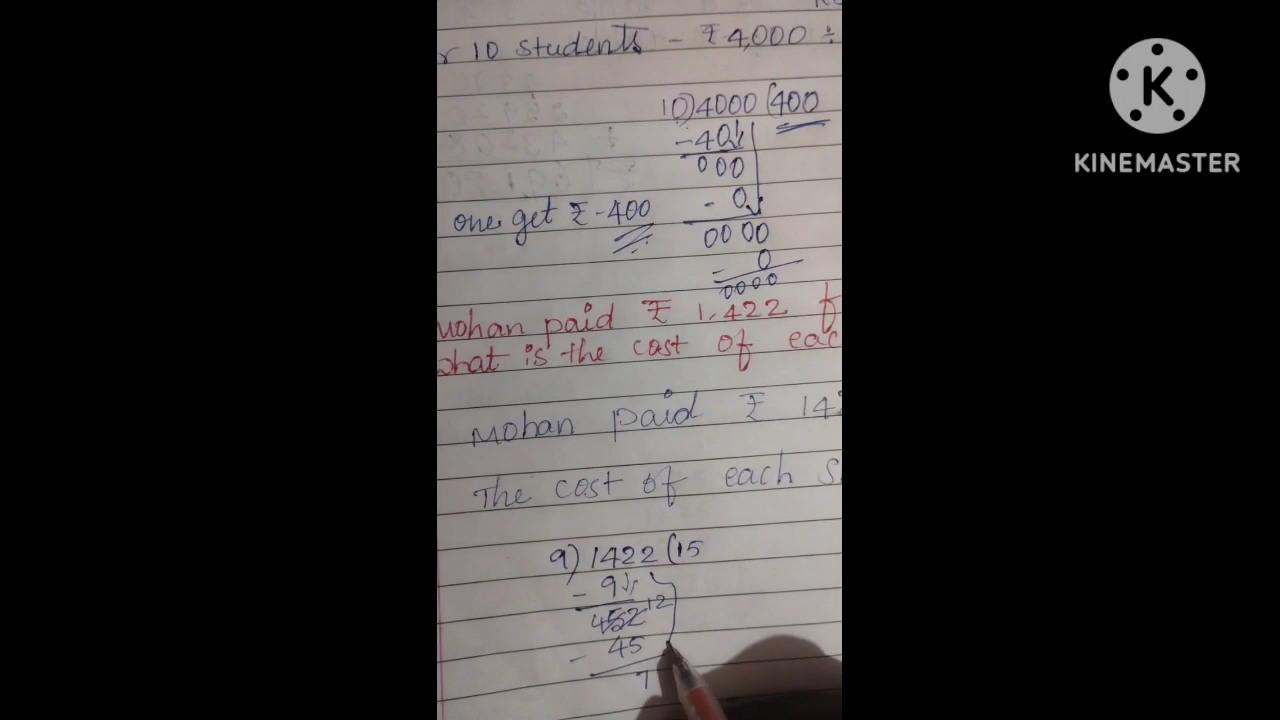 10 students - ₹4,000 ÷
10)4000(400
-40
000
- 0
one get ₹-400
0000
- 0
0000
Mohan paid ₹ 1,422 f
what is the cost of eac
Mohan paid ₹ 14
The cost of each S
9)1422(15
- 9
12
- 45
7
K
KINEMASTER